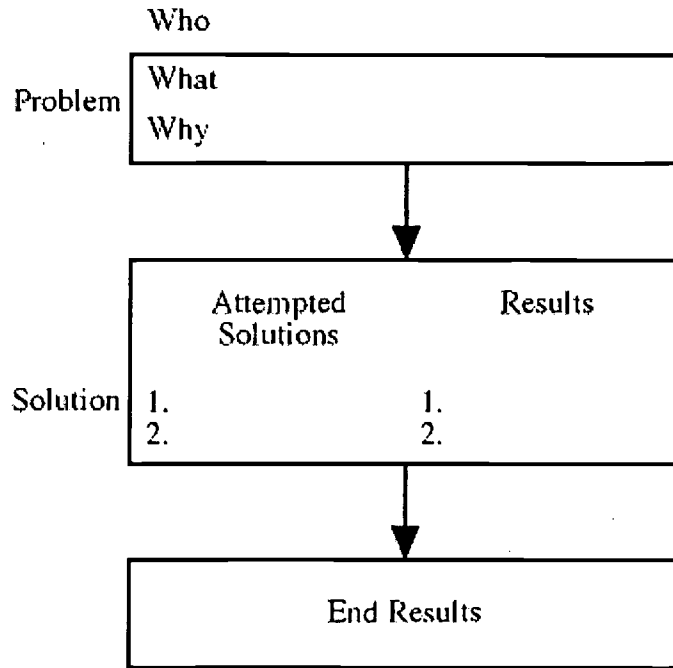 Who
Problem
What
Why
Attempted Results
Solutions
Solution
1. 1.
2. 2.
End Results